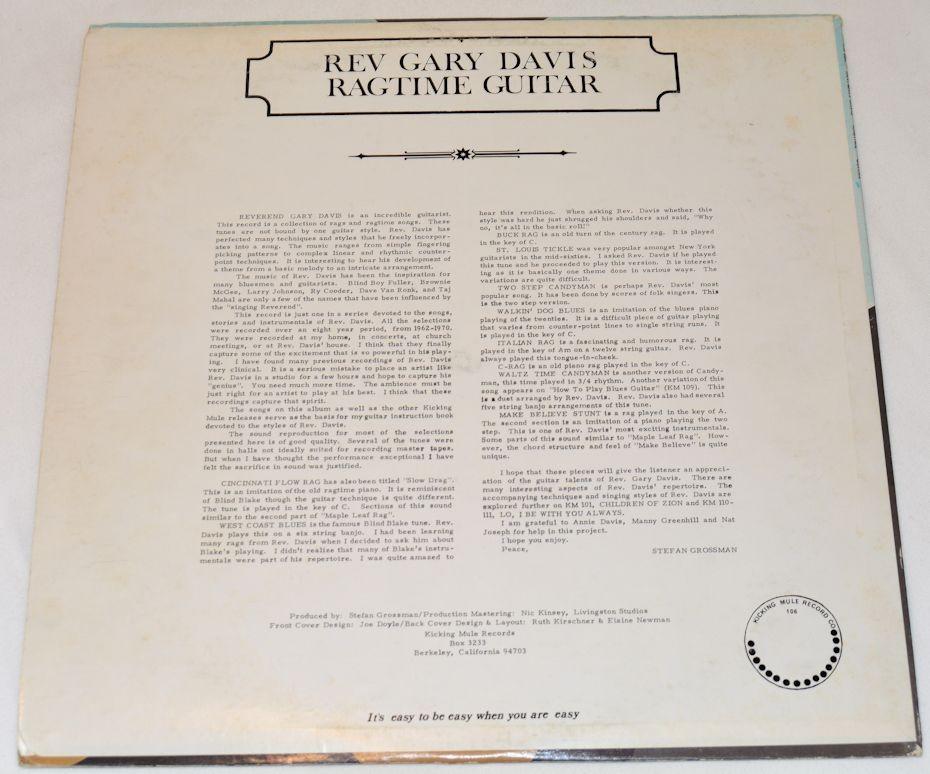 REV GARY DAVIS
RAGTIME GUITAR
REVEREND GARY DAVIS is an incredible guitarist.
This record is a collection of rags and ragtime songs. These
tunes are not bound by one guitar style. Rev. Davis has
perfected many techniques and styles that he freely incorpor-
ates into a song. The music ranges from simple fingering
picking patterns to complex linear and rhythmic counter-
point techniques. It is interesting to hear his development of
a theme from a basic melody to an intricate arrangement.
The music of Rev. Davis has been the inspiration for
many bluesmen and guitarists. Blind Boy Fuller, Brownie
McGee, Larry Johnson, Ry Cooder, Dave Van Ronk, and Taj
Mahal are only a few of the names that have been influenced by
the "singing Reverend".
This record is just one in a series devoted to the songs,
stories and instrumentals of Rev. Davis. All the selections
were recorded over an eight year period, from 1962-1970.
They were recorded at my home, in concerts, at church
meetings, or at Rev. Davis' house. I think that they finally
capture some of the excitement that is so powerful in his play-
ing. I have found many previous recordings of Rev. Davis
very clinical. It is a serious mistake to place an artist like
Rev. Davis in a studio for a few hours and hope to capture his
"genius". You need much more time. The ambience must be
just right for an artist to play at his best. I think that these
recordings capture that spirit.
The songs on this album as well as the other Kicking
Mule releases serve as the basis for my guitar instruction book
devoted to the styles of Rev. Davis.
The sound reproduction for most of the selections
presented here is of good quality. Several of the tunes were
done in halls not ideally suited for recording master tapes.
But when I have thought the performance exceptional I have
felt the sacrifice in sound was justified.
CINCINNATI FLOW RAG has also been titled "Slow Drag".
This is an imitation of the old ragtime piano. It is reminiscent
of Blind Blake though the guitar technique is quite different.
The tune is played in the key of C. Sections of this sound
similar to the second part of "Maple Leaf Rag".
WEST COAST BLUES is the famous Blind Blake tune. Rev.
Davis plays this on a six string banjo. I had been learning
many rags from Rev. Davis when I decided to ask him about
Blake's playing. I didn't realize that many of Blake's instru-
mentals were part of his repertoire. I was quite amazed to
hear this rendition. When asking Rev. Davis whether this
style was hard he just shrugged his shoulders and said, "Why
no, it's all in the basic roll!"
BUCK RAG is an old turn of the century rag. It is played
in the key of C.
ST. LOUIS TICKLE was very popular amongst New York
guitarists in the mid-sixties. I asked Rev. Davis if he played
this tune and he proceeded to play this version. It is interest-
ing as it is basically one theme done in various ways. The
variations are quite difficult.
TWO STEP CANDYMAN is perhaps Rev. Davis' most
popular song. It has been done by scores of folk singers. This
is the two step version.
WALKIN' DOG BLUES is an imitation of the blues piano
playing of the twenties. It is a difficult piece of guitar playing
that varies from counter-point lines to single string runs. It
is played in the key of C.
ITALIAN RAG is a fascinating and humorous rag. It is
played in the key of Am on a twelve string guitar. Rev. Davis
always played this tongue-in-cheek.
C-RAG is an old piano rag played in the key of C.
WALTZ TIME CANDYMAN is another version of Candy-
man, this time played in 3/4 rhythm. Another variation of this
song appears on "How To Play Blues Guitar" (KM 109). This
is a duet arranged by Rev. Davis. Rev. Davis also had several
five string banjo arrangements of this tune.
MAKE BELIEVE STUNT is a rag played in the key of A.
The second section is an imitation of a piano playing the two
step. This is one of Rev. Davis' most exciting instrumentals.
Some parts of this sound similar to "Maple Leaf Rag". How-
ever, the chord structure and feel of "Make Believe" is quite
unique.
I hope that these pieces will give the listener an appreci-
ation of the guitar talents of Rev. Gary Davis. There are
many interesting aspects of Rev. Davis' repertoire. The
accompanying techniques and singing styles of Rev. Davis are
explored further on KM 101, CHILDREN OF ZION and KM 110-
111, LO, I BE WITH YOU ALWAYS.
I am grateful to Annie Davis, Manny Greenhill and Nat
Joseph for help in this project.
I hope you enjoy.
Peace,
STEFAN GROSSMAN
Produced by: Stefan Grossman/Production Mastering: Nic Kinsey, Livingston Studios
Front Cover Design: Joe Doyle/Back Cover Design & Layout: Ruth Kirschner & Elaine Newman
Kicking Mule Records
Box 3233
Berkeley, California 94703
KICKING MULE RECORD CO
106
It's easy to be easy when you are easy